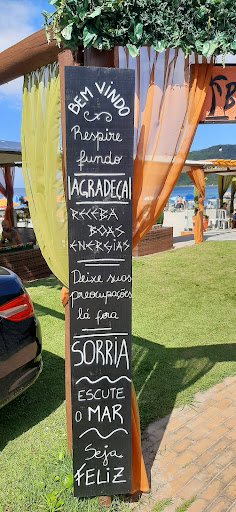 BEM VINDO
Respire
fundo
AGRADEÇA!
RECEBA
BOAS
ENERGIAS
Deixe suas
preocupações
lá fora
SORRIA
ESCUTE
O MAR
Seja
FELIZ